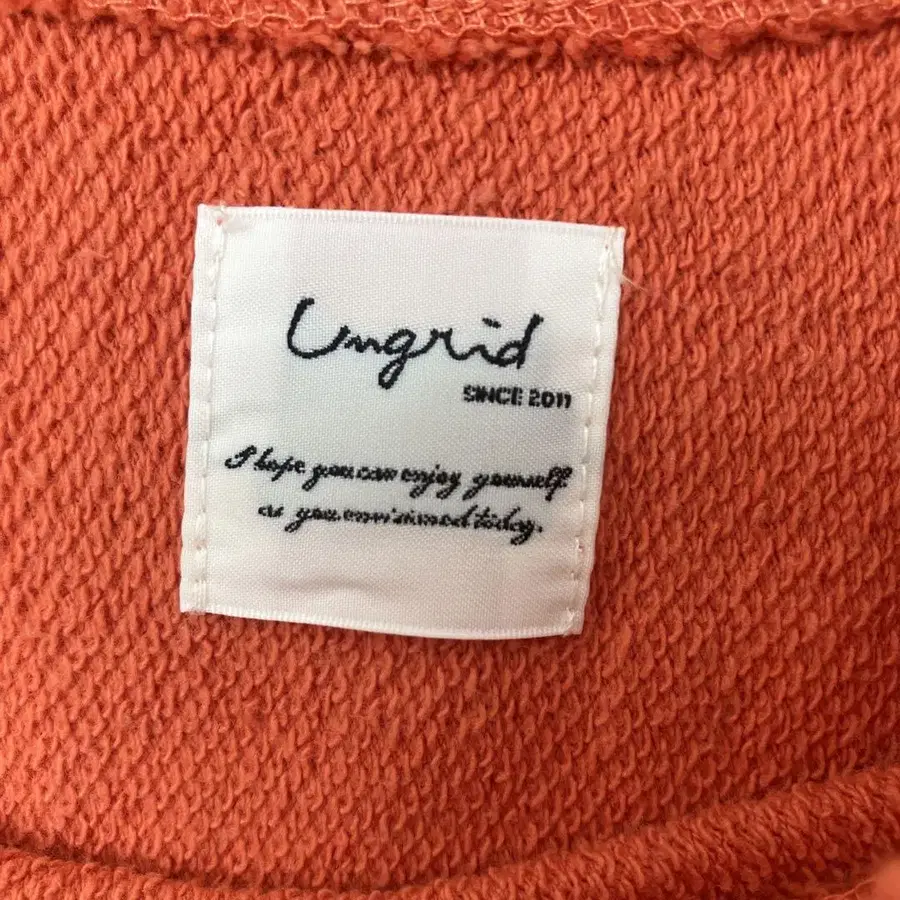 Ungrid
SINCE 2011
I hope you can enjoy yourself
as you envisioned today.